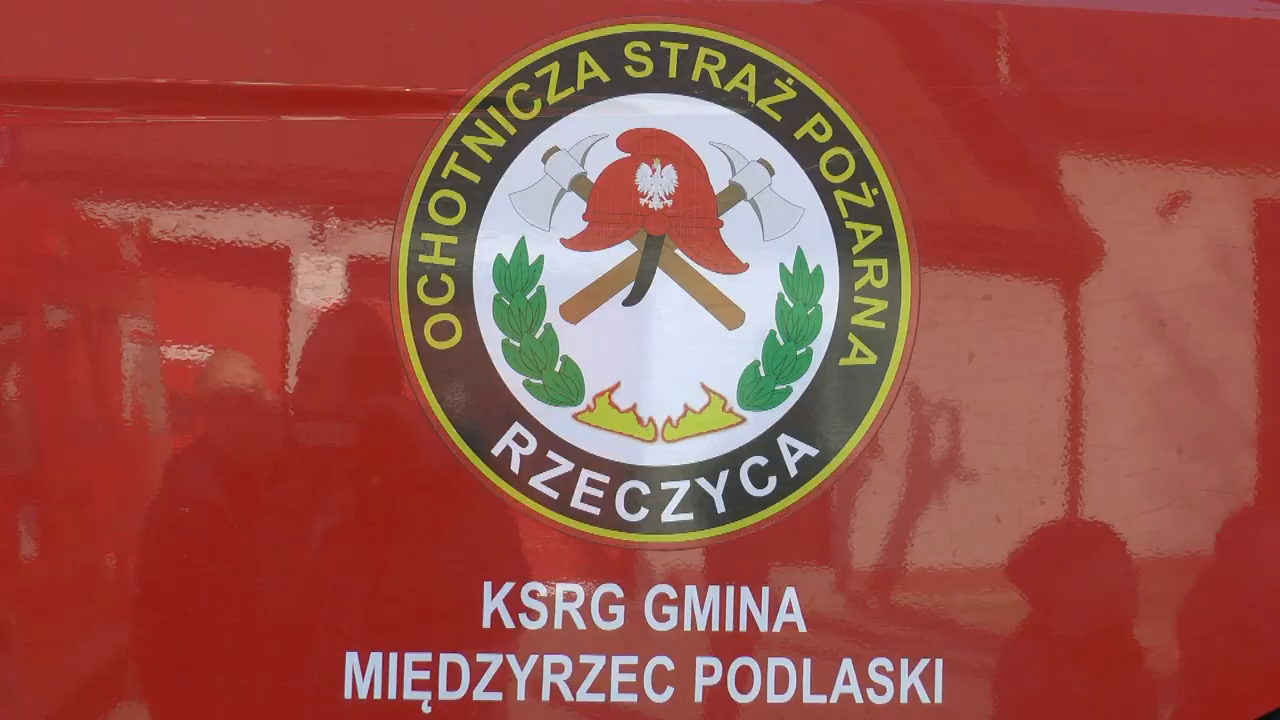 OCHOTNICZA STRAŻ POŻARNA
RZECZYCA
KSRG GMINA
MIĘDZYRZEC PODLASKI